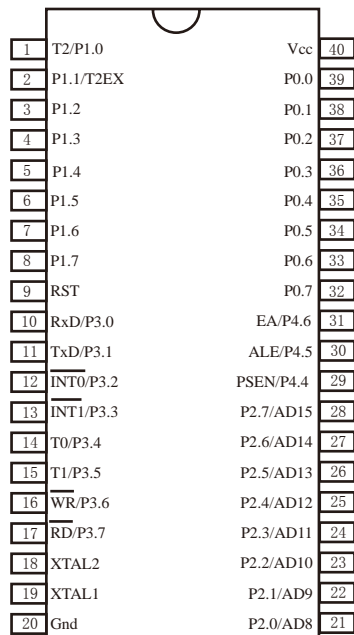 1 T2/P1.0 Vcc 40
2 P1.1/T2EX P0.0 39
3 P1.2 P0.1 38
4 P1.3 P0.2 37
5 P1.4 P0.3 36
6 P1.5 P0.4 35
7 P1.6 P0.5 34
8 P1.7 P0.6 33
9 RST P0.7 32
10 RxD/P3.0 EA/P4.6 31
11 TxD/P3.1 ALE/P4.5 30
12 INT0/P3.2 PSEN/P4.4 29
13 INT1/P3.3 P2.7/AD15 28
14 T0/P3.4 P2.6/AD14 27
15 T1/P3.5 P2.5/AD13 26
16 WR/P3.6 P2.4/AD12 25
17 RD/P3.7 P2.3/AD11 24
18 XTAL2 P2.2/AD10 23
19 XTAL1 P2.1/AD9 22
20 Gnd P2.0/AD8 21